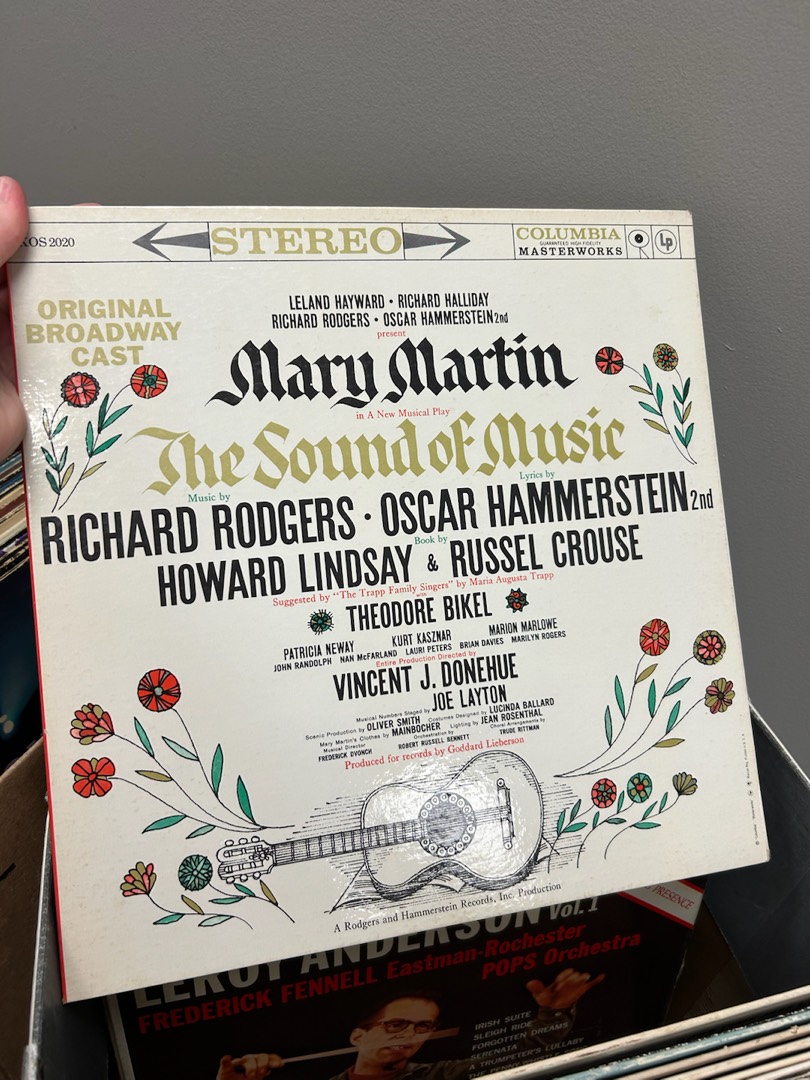 KOS 2020
STEREO
COLUMBIA
GUARANTEED HIGH FIDELITY
MASTERWORKS
Lp
ORIGINAL
BROADWAY
CAST
LELAND HAYWARD • RICHARD HALLIDAY
RICHARD RODGERS • OSCAR HAMMERSTEIN 2nd
present
Mary Martin
in A New Musical Play
The Sound of Music
Music by
Lyrics by
RICHARD RODGERS • OSCAR HAMMERSTEIN 2nd
Book by
HOWARD LINDSAY & RUSSEL CROUSE
Suggested by "The Trapp Family Singers" by Maria Augusta Trapp
with
THEODORE BIKEL
PATRICIA NEWAY KURT KASZNAR MARION MARLOWE
JOHN RANDOLPH NAN McFARLAND LAURI PETERS BRIAN DAVIES MARILYN ROGERS
Entire Production Directed by
VINCENT J. DONEHUE
Musical Numbers Staged by JOE LAYTON
Scenic Production by OLIVER SMITH Costumes Designed by LUCINDA BALLARD
Mary Martin's Clothes by MAINBOCHER Lighting by JEAN ROSENTHAL
Musical Director Orchestration by Choral Arrangements by
FREDERICK DVONCH ROBERT RUSSELL BENNETT TRUDE RITTMAN
Produced for records by Goddard Lieberson
A Rodgers and Hammerstein Records, Inc. Production
PRESENCE
LEROY ANDERSON Vol. 1
FREDERICK FENNELL Eastman-Rochester
POPS Orchestra
IRISH SUITE
SLEIGH RIDE
FORGOTTEN DREAMS
SERENATA
A TRUMPETER'S LULLABY